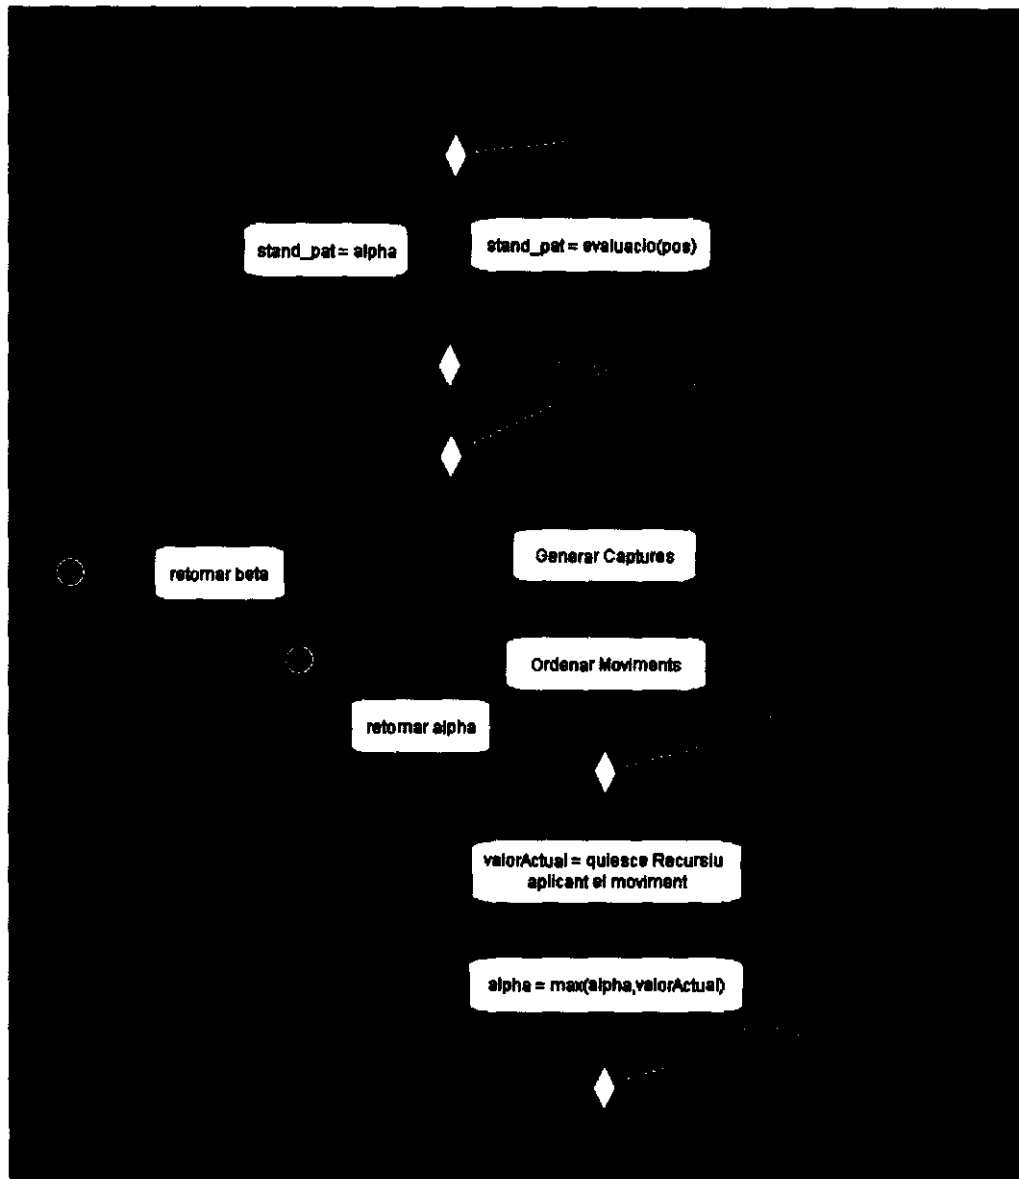 stand_pat = alpha
stand_pat = evaluacio(pos)
Generar Captures
retornar beta
Ordenar Moviments
retornar alpha
valorActual = quiesce Recursiu
aplicant el moviment
alpha = max(alpha,valorActual)